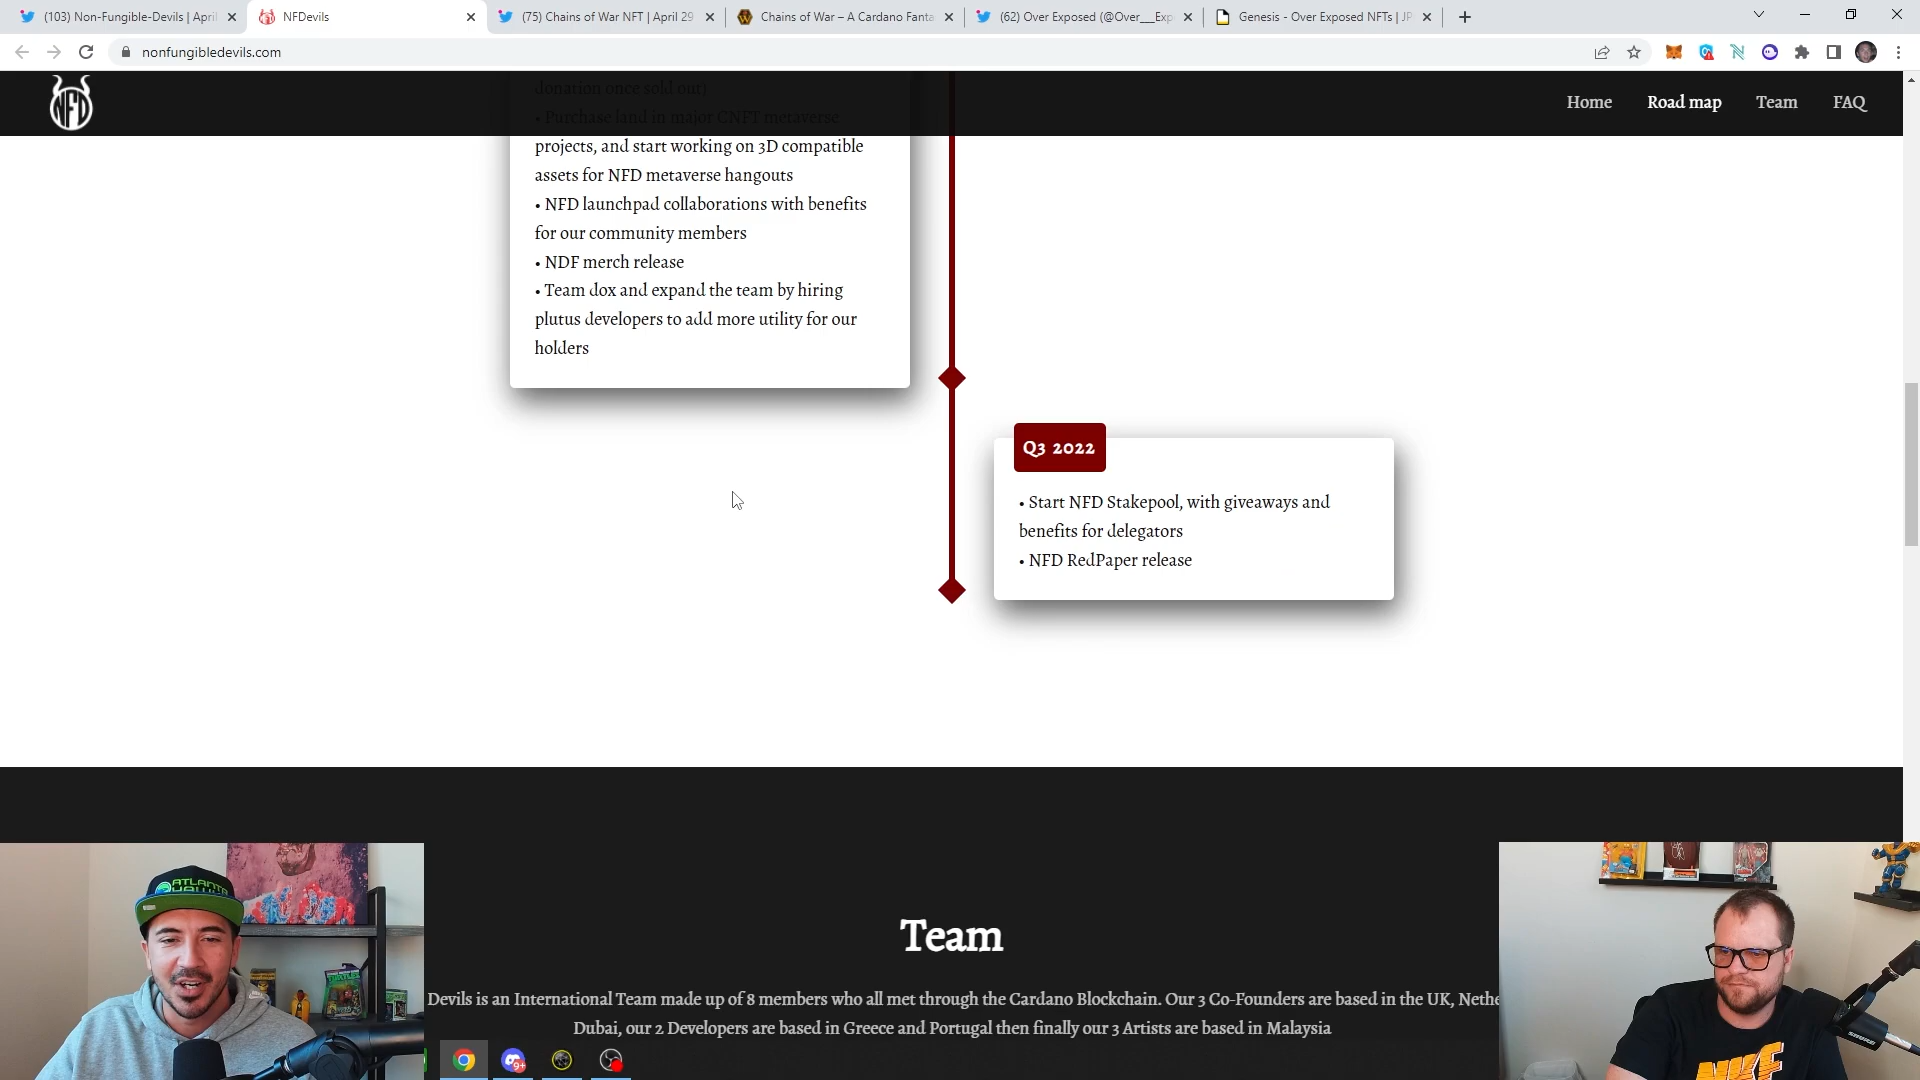 (103) Non-Fungible-Devils | April
NFDevils
(75) Chains of War NFT | April 29
Chains of War – A Cardano Fanta
(62) Over Exposed (@Over__Exp
Genesis - Over Exposed NFTs | JP
nonfungibledevils.com
NFD
Home
Road map
Team
FAQ
donation once sold out)
• Purchase land in major CNFT metaverse
projects, and start working on 3D compatible
assets for NFD metaverse hangouts
• NFD launchpad collaborations with benefits
for our community members
• NDF merch release
• Team dox and expand the team by hiring
plutus developers to add more utility for our
holders
Q3 2022
• Start NFD Stakepool, with giveaways and
benefits for delegators
• NFD RedPaper release
Team
Devils is an International Team made up of 8 members who all met through the Cardano Blockchain. Our 3 Co-Founders are based in the UK, Nethe
Dubai, our 2 Developers are based in Greece and Portugal then finally our 3 Artists are based in Malaysia
ATLANTA
HAWKS
9+
SHURE
NIKE